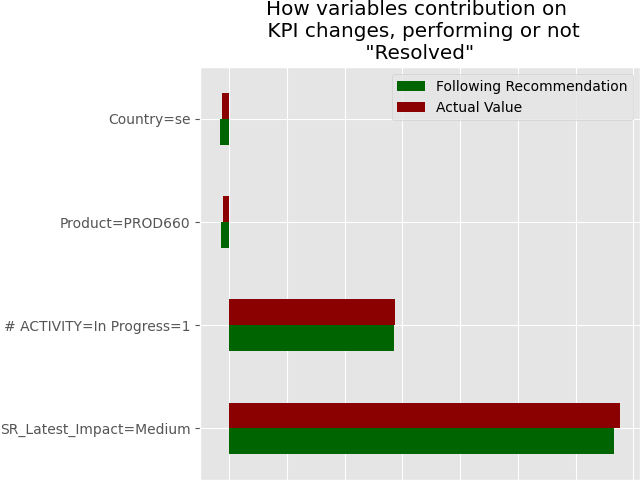 How variables contribution on
KPI changes, performing or not
"Resolved"
Following Recommendation
Actual Value
Country=se
Product=PROD660
# ACTIVITY=In Progress=1
SR_Latest_Impact=Medium